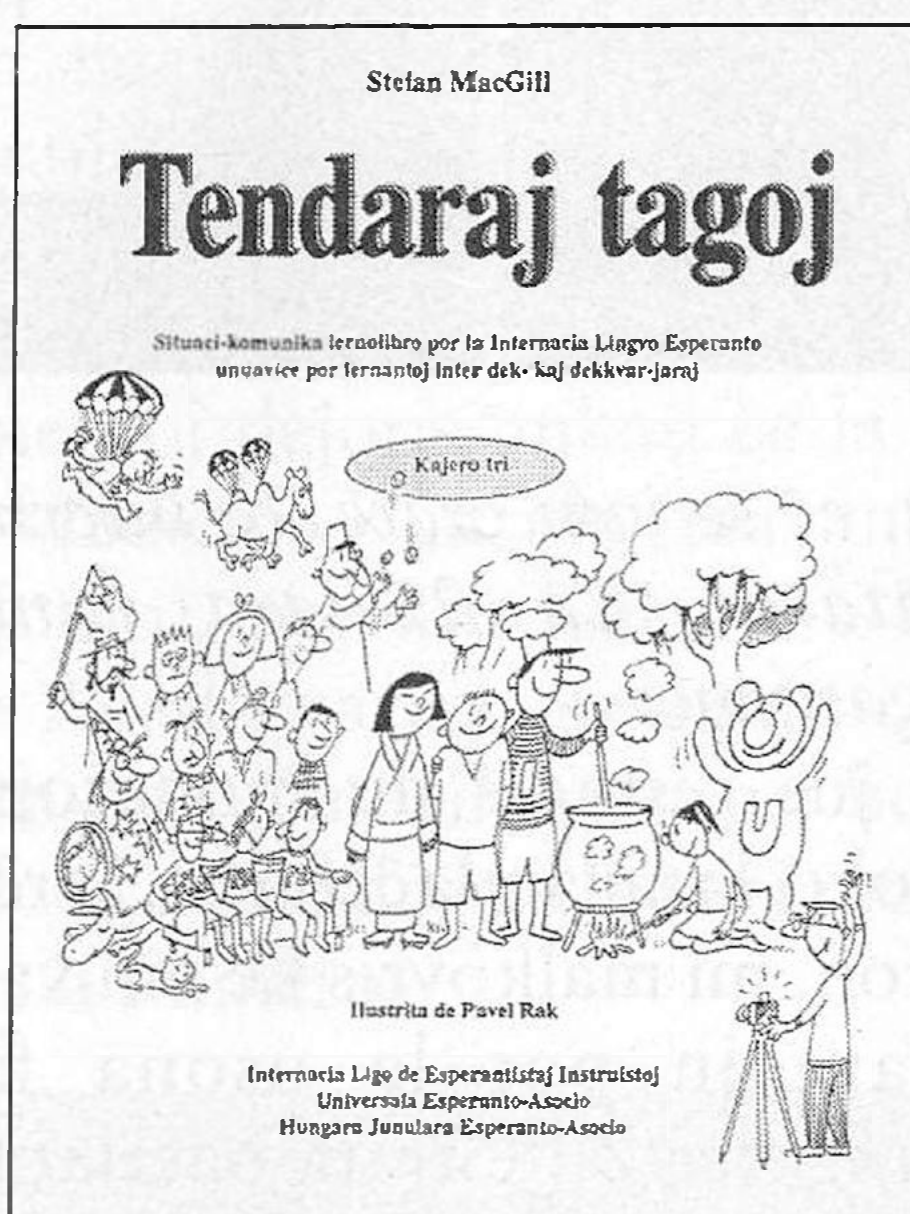 Stefan MacGill
Tendaraj tagoj
Situaci-komunika lernolibro por la Internacia Lingvo Esperanto
unuavice por lernantoj inter dek- kaj dekkvar-jaraj
Kajero tri
U
Ilustrita de Pavel Rak
Internacia Ligo de Esperantistaj Instruistoj
Universala Esperanto-Asocio
Hungara Junulara Esperanto-Asocio